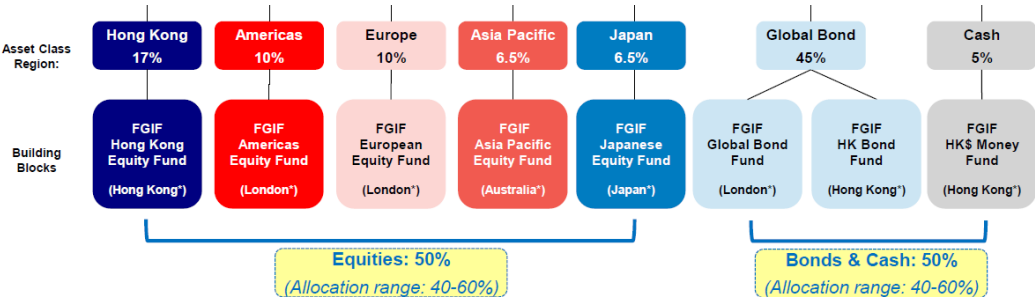 Asset Class
Region:
Hong Kong
17%
Americas
10%
Europe
10%
Asia Pacific
6.5%
Japan
6.5%
Global Bond
45%
Cash
5%
Building
Blocks
FGIF
Hong Kong
Equity Fund
(Hong Kong*)
FGIF
Americas
Equity Fund
(London*)
FGIF
European
Equity Fund
(London*)
FGIF
Asia Pacific
Equity Fund
(Australia*)
FGIF
Japanese
Equity Fund
(Japan*)
FGIF
Global Bond
Fund
(London*)
FGIF
HK Bond
Fund
(Hong Kong*)
FGIF
HK$ Money
Fund
(Hong Kong*)
Equities: 50%
(Allocation range: 40-60%)
Bonds & Cash: 50%
(Allocation range: 40-60%)